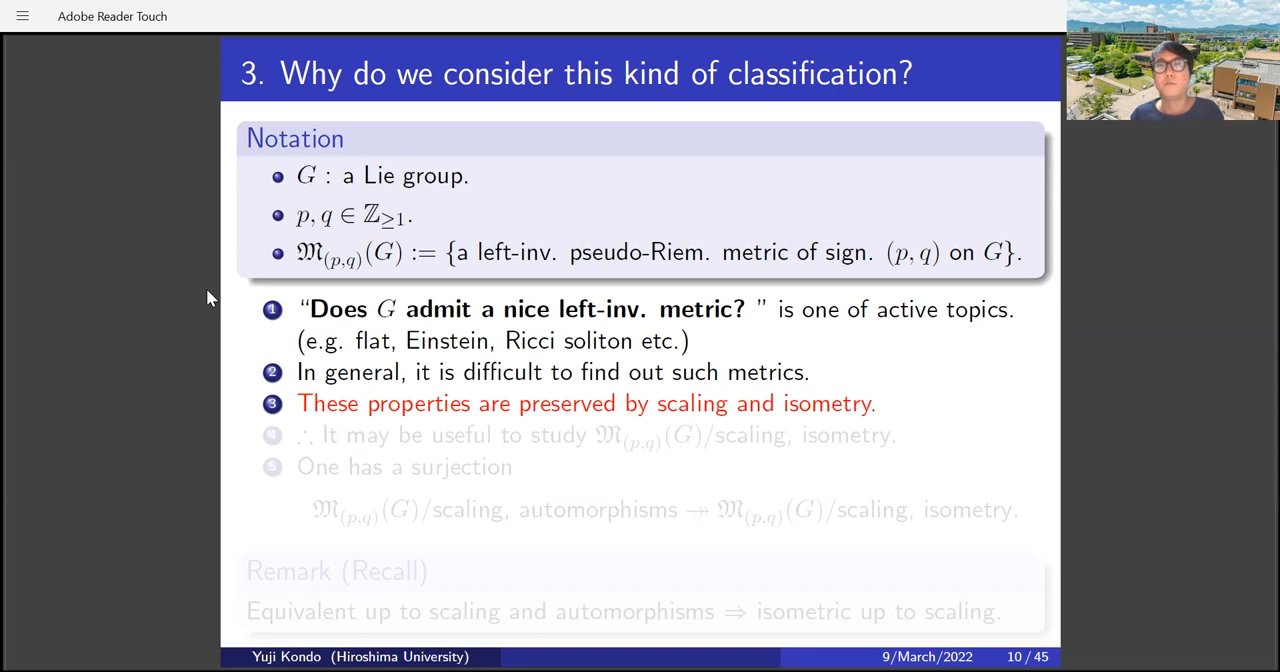 Adobe Reader Touch
3. Why do we consider this kind of classification?
Notation
G : a Lie group.
p, q ∈ ℤ≥1.
𝔐(p,q)(G) := {a left-inv. pseudo-Riem. metric of sign. (p, q) on G}.
1 “Does G admit a nice left-inv. metric? ” is one of active topics.
(e.g. flat, Einstein, Ricci soliton etc.)
2 In general, it is difficult to find out such metrics.
3 These properties are preserved by scaling and isometry.
4 ∴ It may be useful to study 𝔐(p,q)(G)/scaling, isometry.
5 One has a surjection
𝔐(p,q)(G)/scaling, automorphisms ↠ 𝔐(p,q)(G)/scaling, isometry.
Remark (Recall)
Equivalent up to scaling and automorphisms ⇒ isometric up to scaling.
Yuji Kondo (Hiroshima University) 9/March/2022 10 / 45